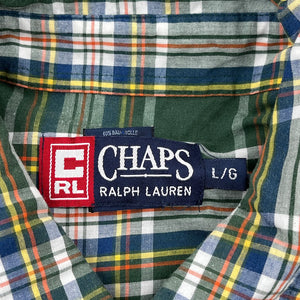 60% BAUMWOLLE
C
RL
CHAPS
RALPH LAUREN
L/G